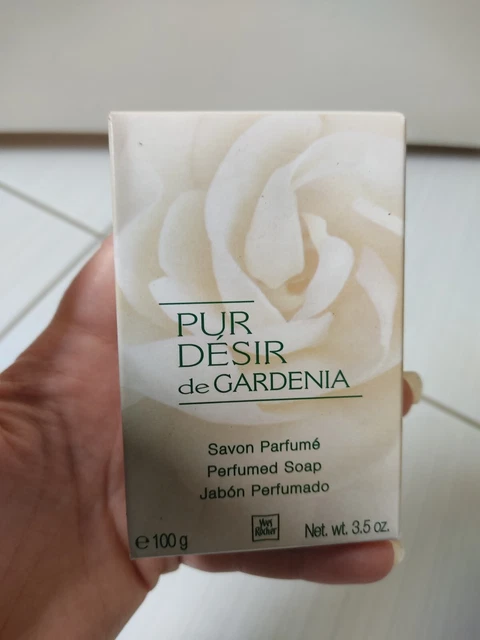 PUR
DÉSIR
de GARDENIA
Savon Parfumé
Perfumed Soap
Jabón Perfumado
℮ 100 g
Yves
Rocher
Net. wt. 3.5 oz.